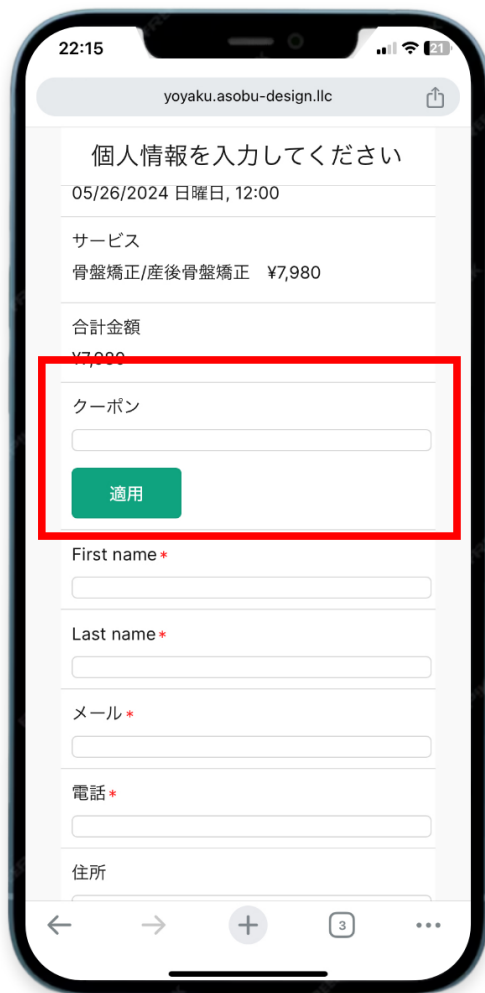 22:15
21
yoyaku.asobu-design.llc
個人情報を入力してください
05/26/2024 日曜日, 12:00
サービス
骨盤矯正/産後骨盤矯正 ¥7,980
合計金額
¥7,980
クーポン
適用
First name*
Last name*
メール*
電話*
住所
3